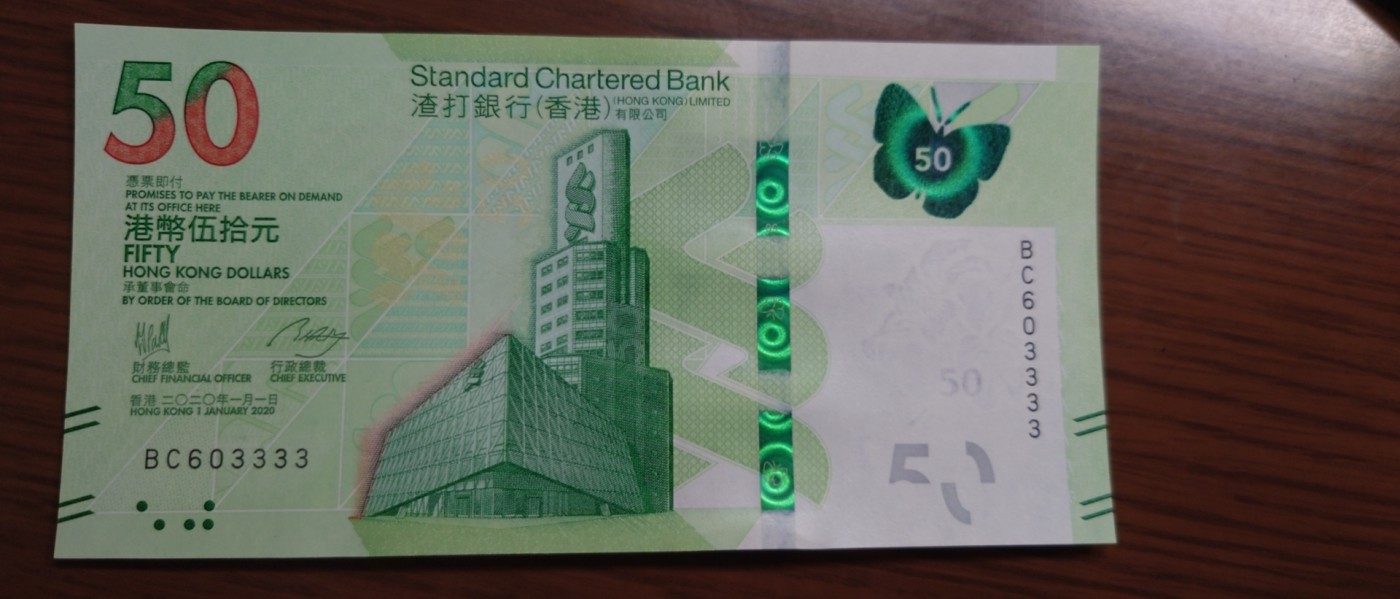 50
Standard Chartered Bank
渣打銀行(香港) (HONG KONG) LIMITED
有限公司
50
憑票即付
PROMISES TO PAY THE BEARER ON DEMAND
AT ITS OFFICE HERE
港幣伍拾元
FIFTY
HONG KONG DOLLARS
承董事會命
BY ORDER OF THE BOARD OF DIRECTORS
財務總監 行政總裁
CHIEF FINANCIAL OFFICER CHIEF EXECUTIVE
香港 二〇二〇年一月一日
HONG KONG 1 JANUARY 2020
BC603333
BC603333
50
50